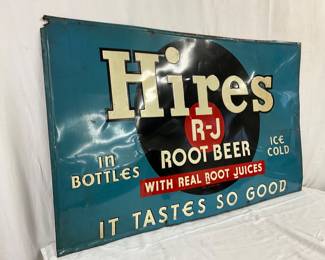 Hires
R-J
ROOT BEER
in
BOTTLES
ICE
COLD
WITH REAL ROOT JUICES
IT TASTES SO GOOD